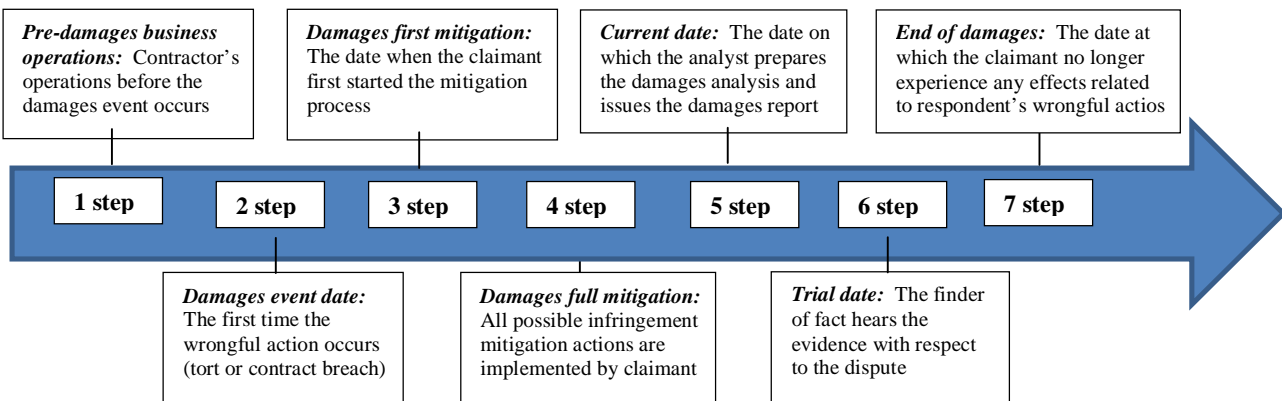 Pre-damages business
operations: Contractor's
operations before the
damages event occurs
Damages first mitigation:
The date when the claimant
first started the mitigation
process
Current date: The date on
which the analyst prepares
the damages analysis and
issues the damages report
End of damages: The date at
which the claimant no longer
experience any effects related
to respondent's wrongful actios
1 step
2 step
3 step
4 step
5 step
6 step
7 step
Damages event date:
The first time the
wrongful action occurs
(tort or contract breach)
Damages full mitigation:
All possible infringement
mitigation actions are
implemented by claimant
Trial date: The finder
of fact hears the
evidence with respect
to the dispute